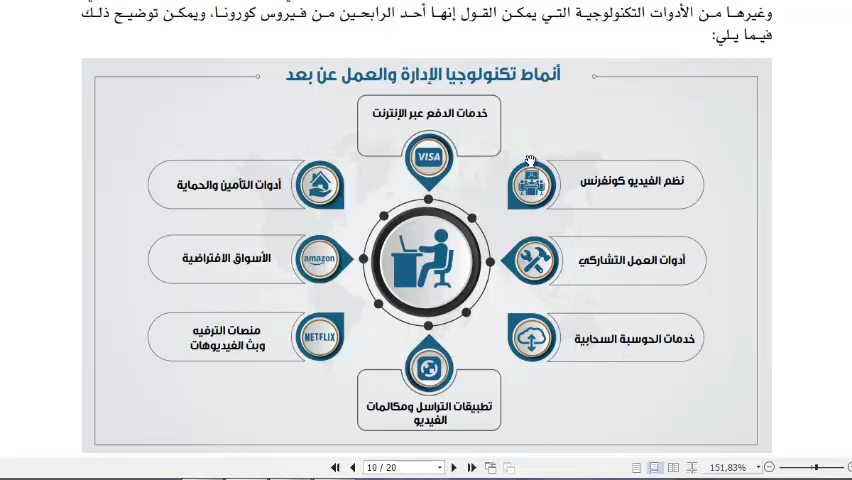 وغيرها من الأدوات التكنولوجية التي يمكن القول إنها أحد الرابحين من فيروس كورونا، ويمكن توضيح ذلك
فيما يلي:
أنماط تكنولوجيا الإدارة والعمل عن بعد
خدمات الدفع عبر الإنترنت
VISA
نظم الفيديو كونفرنس
أدوات التأمين والحماية
أدوات العمل التشاركي
الأسواق الافتراضية
amazon
خدمات الحوسبة السحابية
منصات الترفيه
وبث الفيديوهات
NETFLIX
تطبيقات التراسل ومكالمات
الفيديو
10 / 20
151,83%